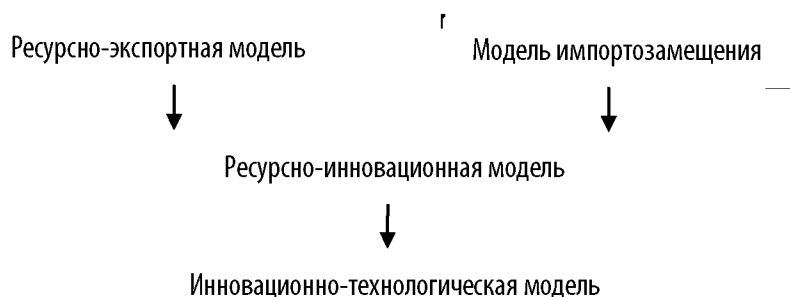 г
Ресурсно-экспортная модель
Модель импортозамещения
Ресурсно-инновационная модель
Инновационно-технологическая модель